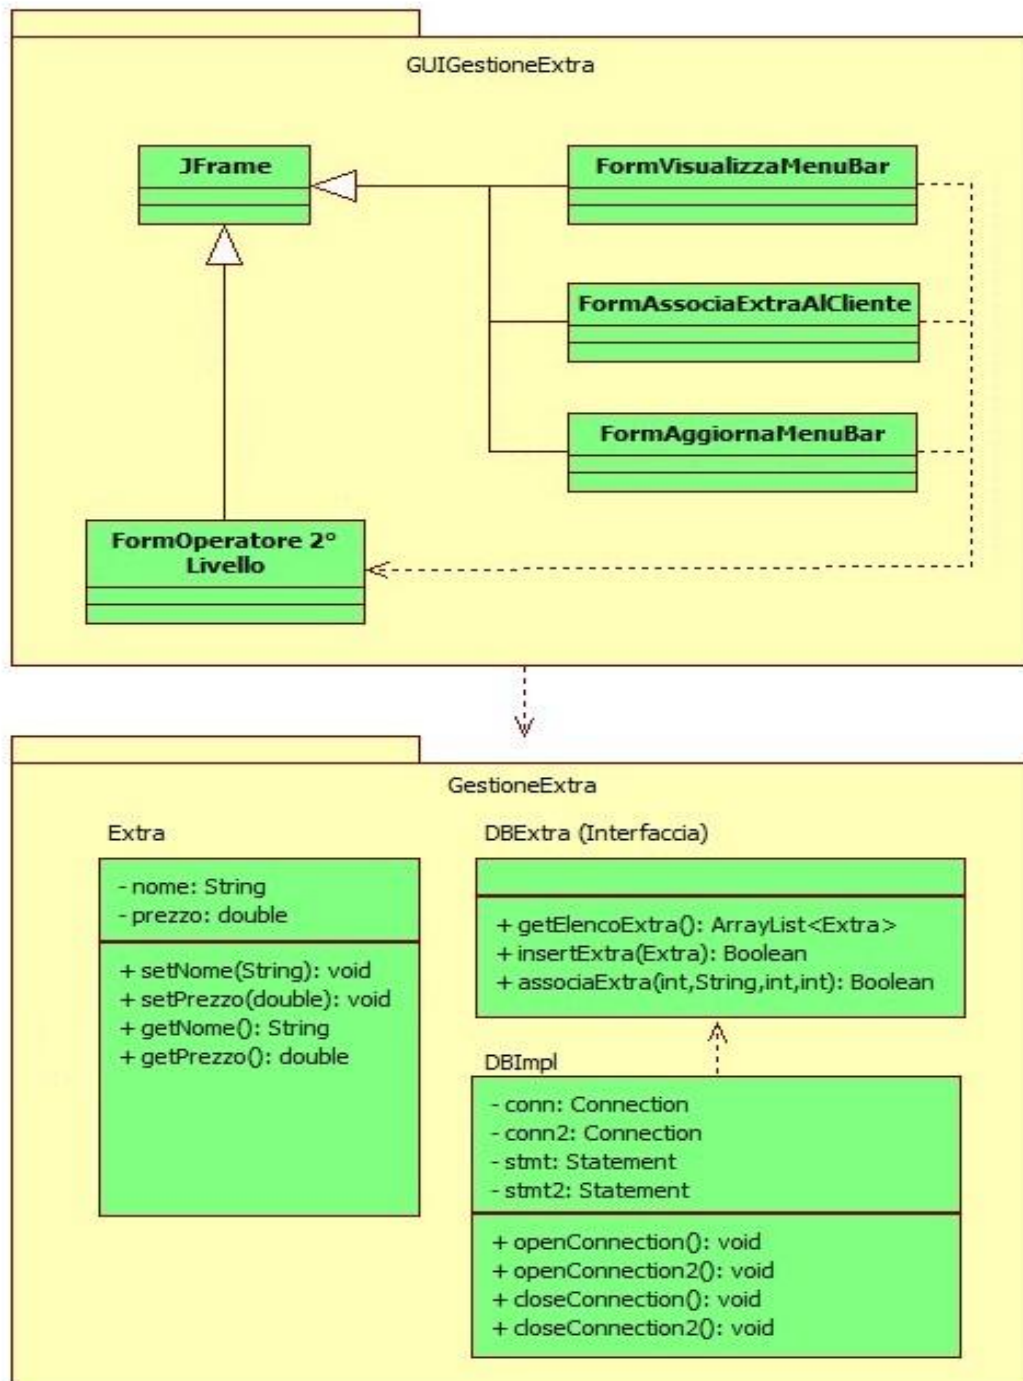 GUIGestioneExtra
JFrame
FormVisualizzaMenuBar
FormAssociaExtraAlCliente
FormAggiornaMenuBar
FormOperatore 2°
Livello
GestioneExtra
Extra
- nome: String
- prezzo: double
+ setNome(String): void
+ setPrezzo(double): void
+ getNome(): String
+ getPrezzo(): double
DBExtra (Interfaccia)
+ getElencoExtra(): ArrayList<Extra>
+ insertExtra(Extra): Boolean
+ associaExtra(int,String,int,int): Boolean
DBImpl
- conn: Connection
- conn2: Connection
- stmt: Statement
- stmt2: Statement
+ openConnection(): void
+ openConnection2(): void
+ closeConnection(): void
+ closeConnection2(): void